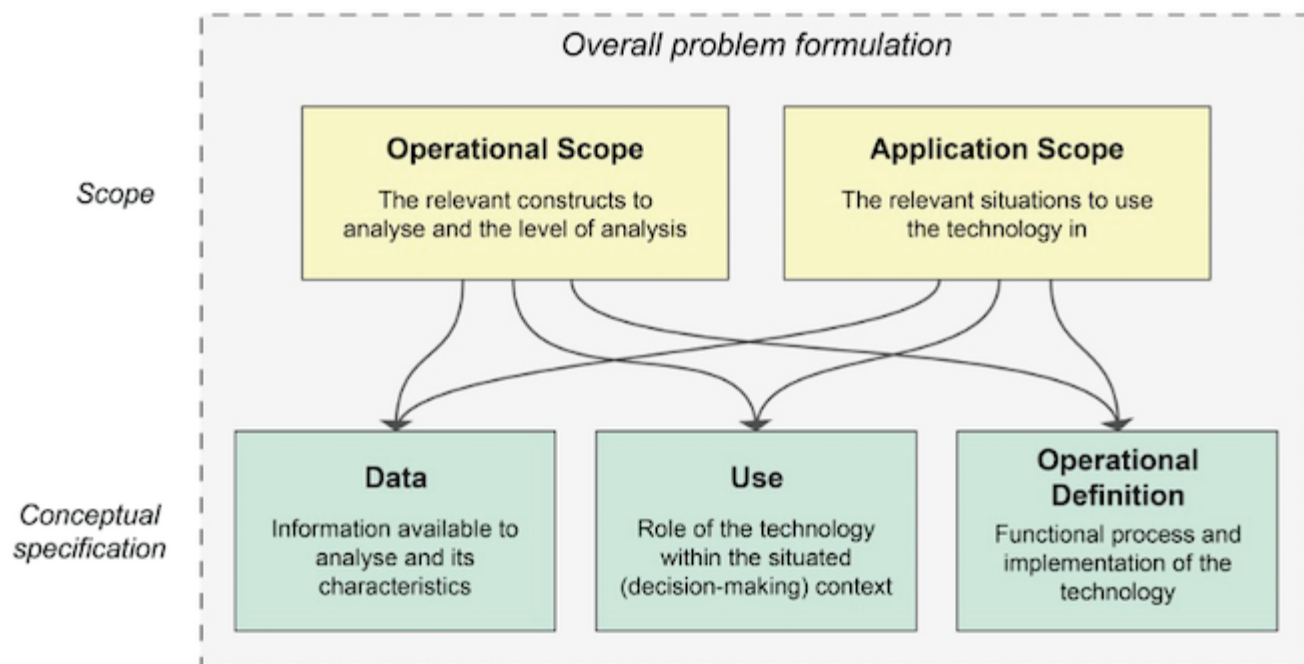 Overall problem formulation
Scope
Operational Scope
The relevant constructs to
analyse and the level of analysis
Application Scope
The relevant situations to use
the technology in
Conceptual
specification
Data
Information available to
analyse and its
characteristics
Use
Role of the technology
within the situated
(decision-making) context
Operational
Definition
Functional process and
implementation of the
technology